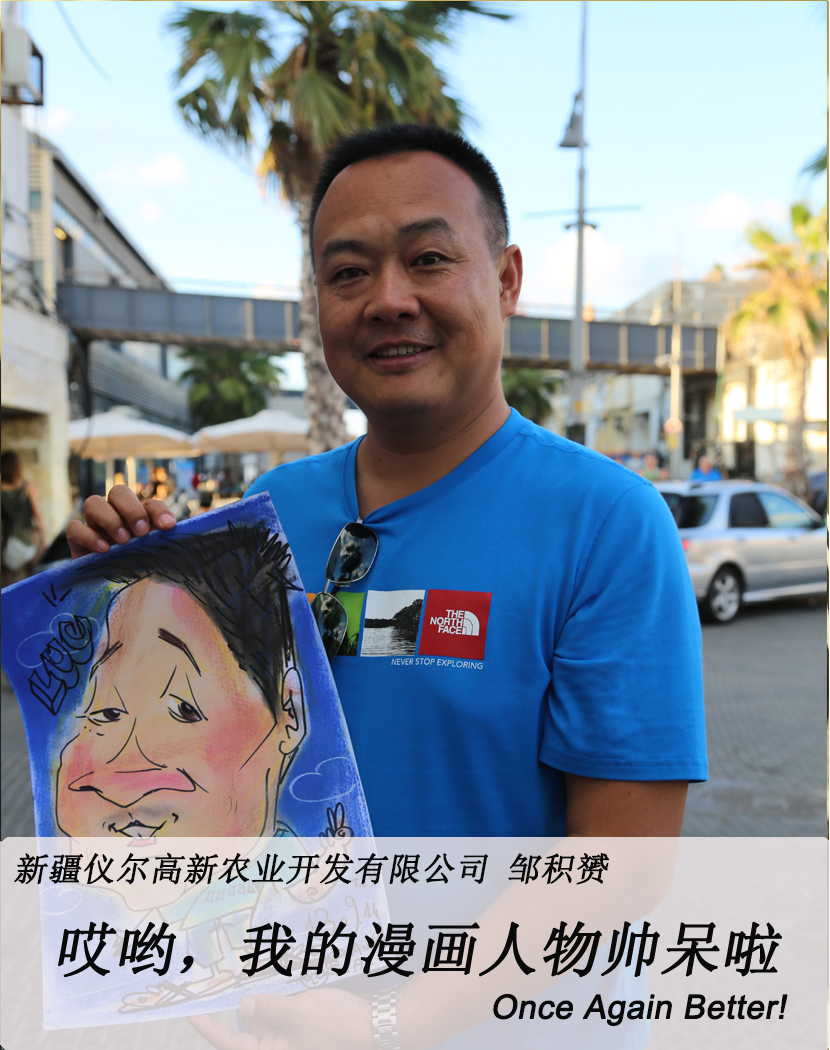 THE
NORTH
FACE
NEVER STOP EXPLORING
新疆仪尔高新农业开发有限公司 邹积赟
哎哟，我的漫画人物帅呆啦
Once Again Better!